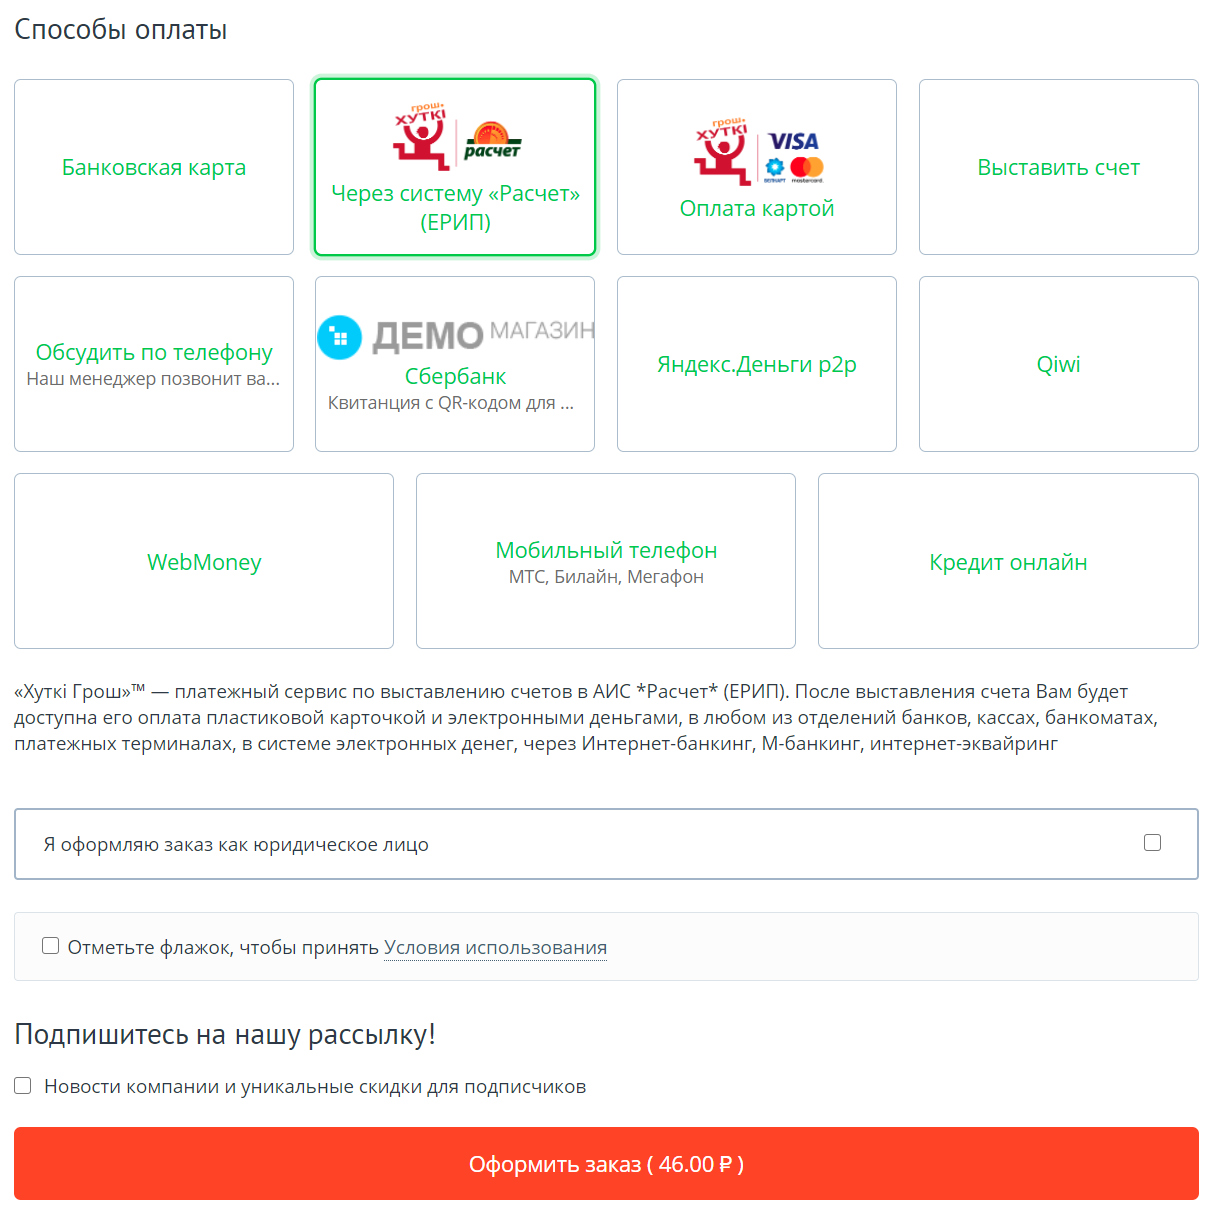 Способы оплаты
Банковская карта
грош.
ХУТКІ
расчет
Через систему «Расчет»
(ЕРИП)
грош.
ХУТКІ
VISA
БЕЛКАРТ
mastercard.
Оплата картой
Выставить счет
Обсудить по телефону
Наш менеджер позвонит ва...
ДЕМО МАГАЗИН
Сбербанк
Квитанция с QR-кодом для ...
Яндекс.Деньги p2p
Qiwi
WebMoney
Мобильный телефон
МТС, Билайн, Мегафон
Кредит онлайн
«Хуткi Грош»™ — платежный сервис по выставлению счетов в АИС *Расчет* (ЕРИП). После выставления счета Вам будет
доступна его оплата пластиковой карточкой и электронными деньгами, в любом из отделений банков, кассах, банкоматах,
платежных терминалах, в системе электронных денег, через Интернет-банкинг, М-банкинг, интернет-эквайринг
Я оформляю заказ как юридическое лицо
Отметьте флажок, чтобы принять Условия использования
Подпишитесь на нашу рассылку!
Новости компании и уникальные скидки для подписчиков
Оформить заказ ( 46.00 ₽ )